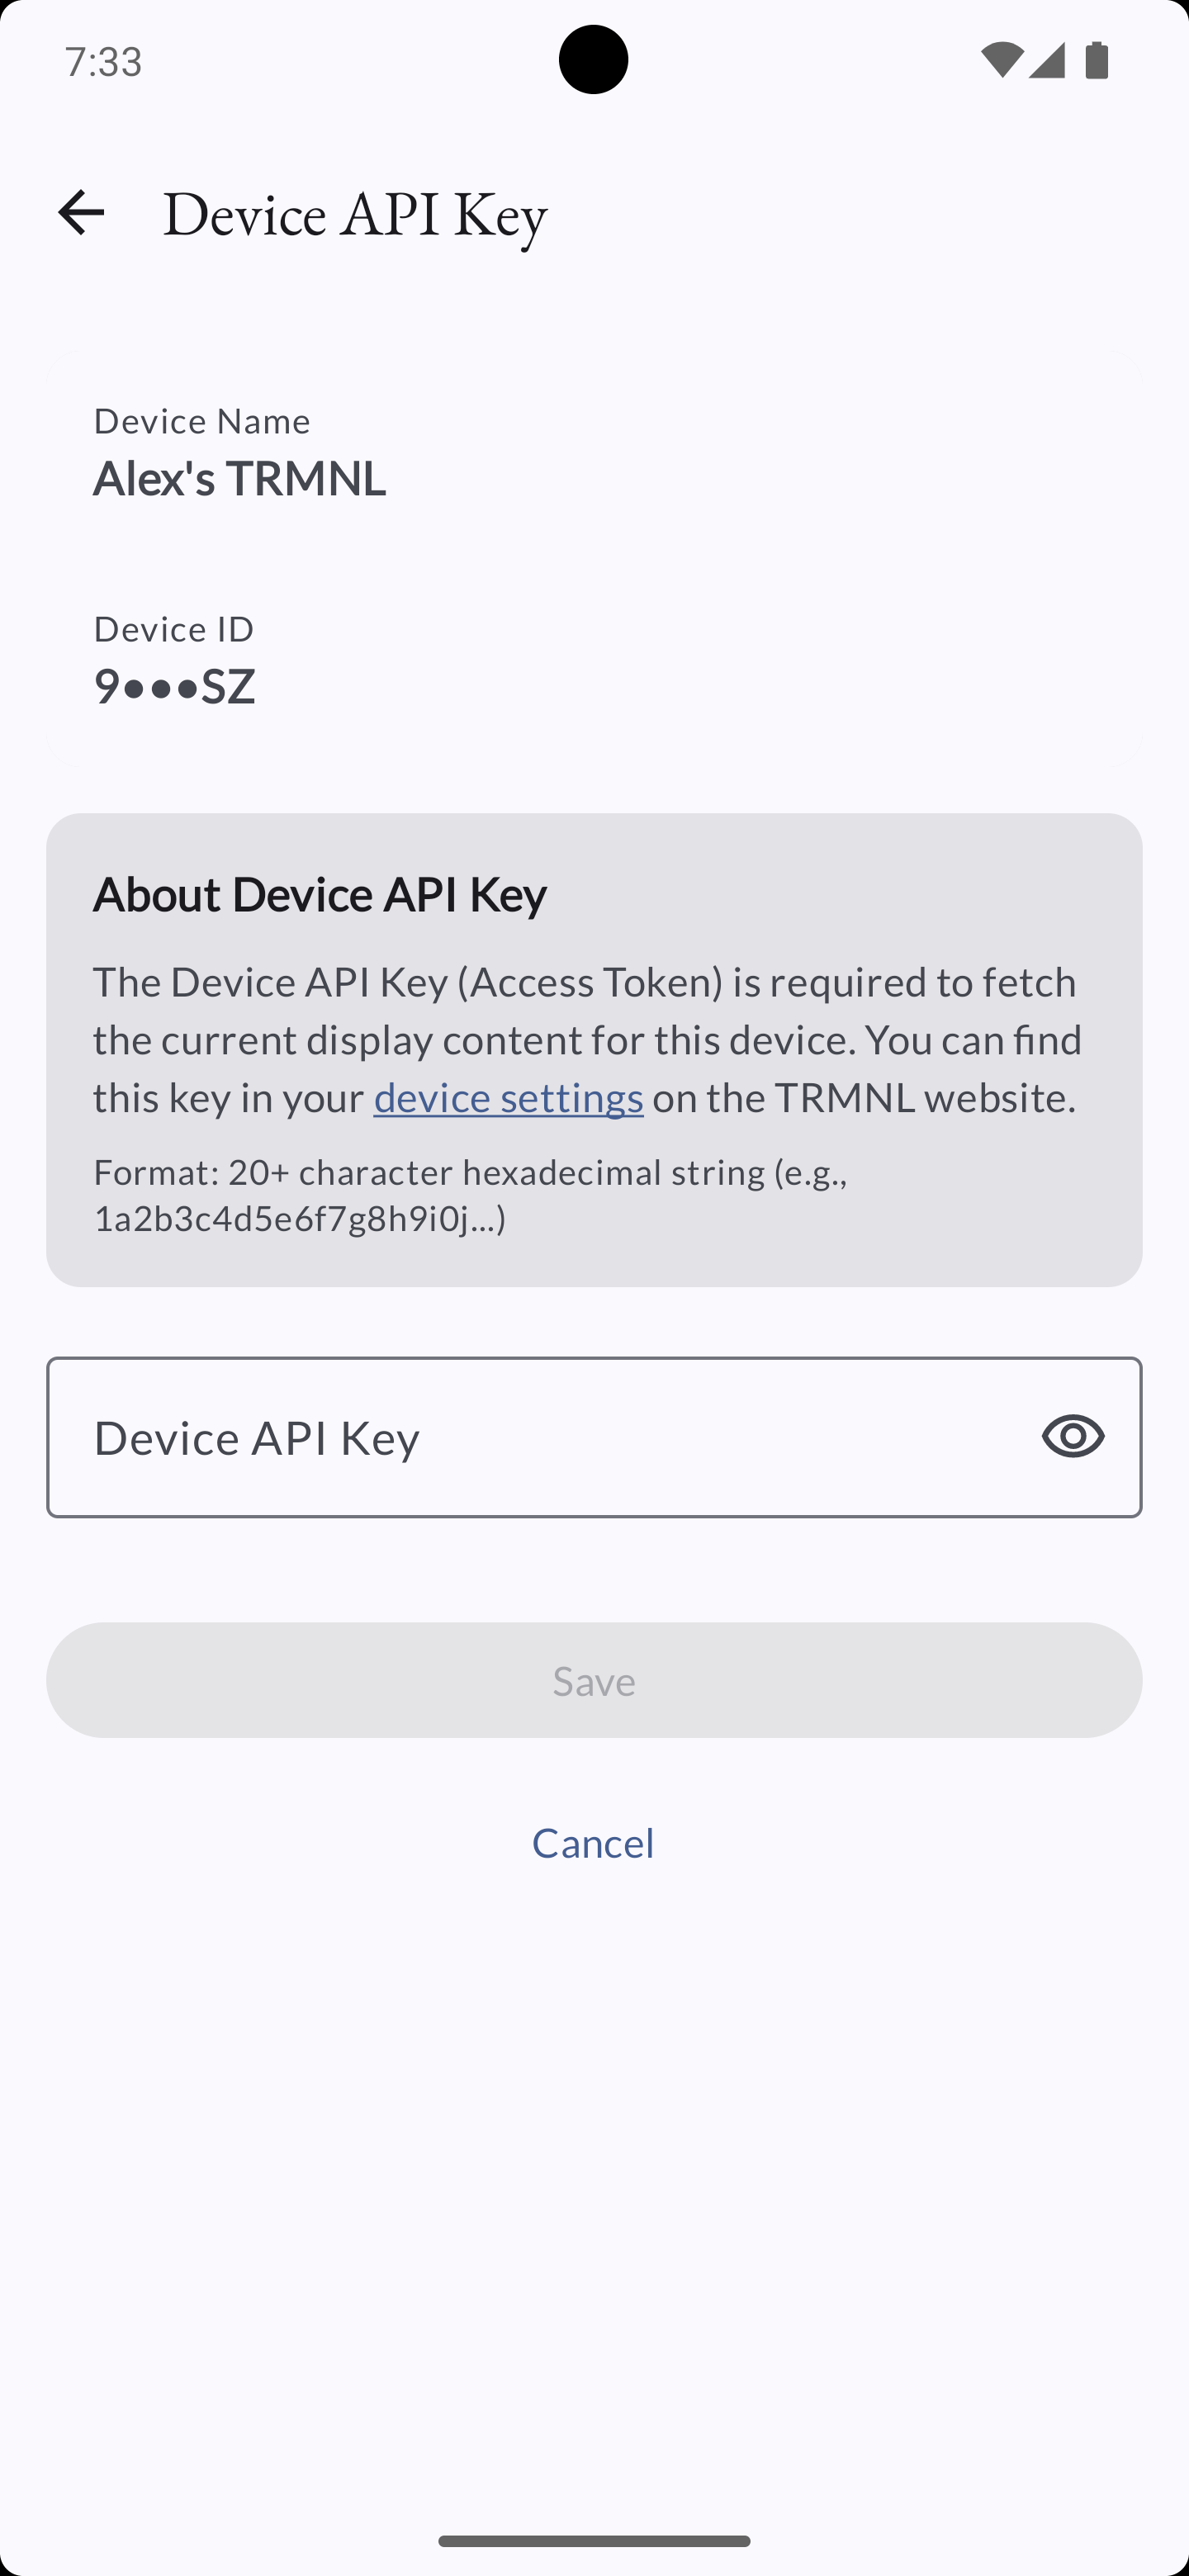 7:33
Device API Key
Device Name
Alex's TRMNL
Device ID
9•••SZ
About Device API Key
The Device API Key (Access Token) is required to fetch
the current display content for this device. You can find
this key in your device settings on the TRMNL website.
Format: 20+ character hexadecimal string (e.g.,
1a2b3c4d5e6f7g8h9i0j...)
Device API Key
Save
Cancel